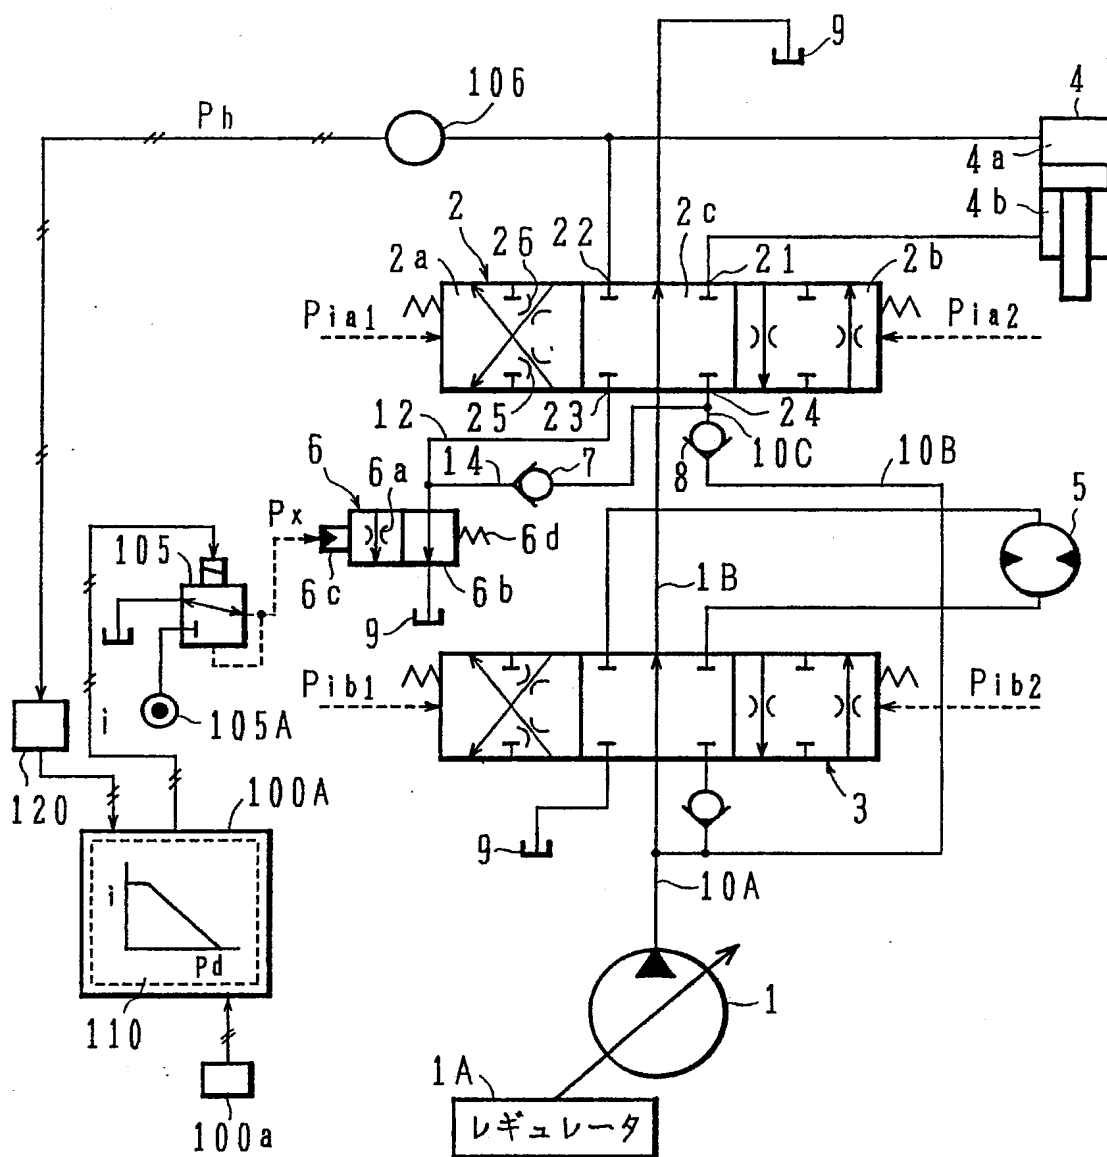 9
106
Ph
4
4a
4b
2
2a
26
22
2c
21
2b
Pia1
Pia2
25
23
24
12
10C
10B
6
6a
14
7
8
5
Px
6d
105
6c
6b
1B
9
Pib1
Pib2
105A
i
120
100A
9
3
10A
i
Pd
110
1
1A
100a
レギュレータ